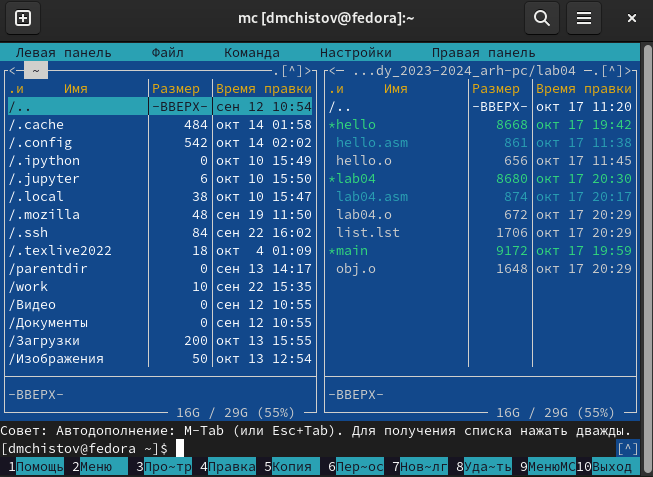 mc [dmchistov@fedora]:~
Левая панель Файл Команда Настройки Правая панель
<─ ~ ─.[^]> <─ ...dy_2023-2024_arh-pc/lab04 ─.[^]>
.и Имя Размер Время правки .и Имя Размер Время правки
/.. -ВВЕРХ- сен 12 10:54 /.. -ВВЕРХ- окт 17 11:20
/.cache 484 окт 14 01:58 *hello 8668 окт 17 19:42
/.config 542 окт 14 02:02 hello.asm 861 окт 17 11:38
/.ipython 0 окт 10 15:49 hello.o 656 окт 17 11:45
/.jupyter 6 окт 10 15:50 *lab04 8680 окт 17 20:30
/.local 38 окт 10 15:47 lab04.asm 874 окт 17 20:17
/.mozilla 48 сен 19 11:50 lab04.o 672 окт 17 20:29
/.ssh 84 сен 22 16:02 list.lst 1706 окт 17 20:29
/.texlive2022 18 окт 4 01:09 *main 9172 окт 17 19:59
/parentdir 0 сен 13 14:17 obj.o 1648 окт 17 20:29
/work 10 сен 22 15:35
/Видео 0 сен 12 10:55
/Документы 0 сен 12 10:55
/Загрузки 200 окт 13 15:55
/Изображения 50 окт 13 12:54
-ВВЕРХ- -ВВЕРХ-
16G / 29G (55%) 16G / 29G (55%)
Совет: Автодополнение: M-Tab (или Esc+Tab). Для получения списка нажать дважды.
[dmchistov@fedora ~]$ [^]
1Помощь 2Меню 3Про~тр 4Правка 5Копия 6Пер~ос 7Нов~лг 8Уда~ть 9МенюMC 10Выход